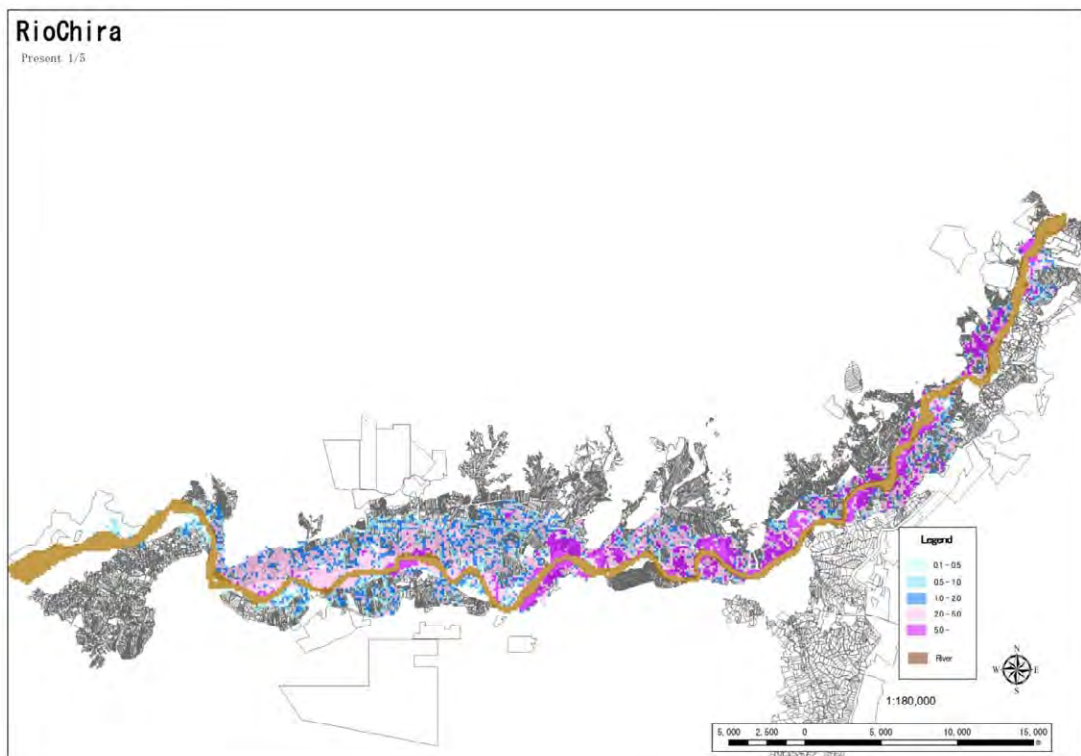 RioChira
Present 1/5
Legend
0.1 - 0.5
0.5 - 1.0
1.0 - 2.0
2.0 - 5.0
5.0 -
River
N
W
E
S
1:180,000
5,000 2,500 0 5,000 10,000 15,000
m